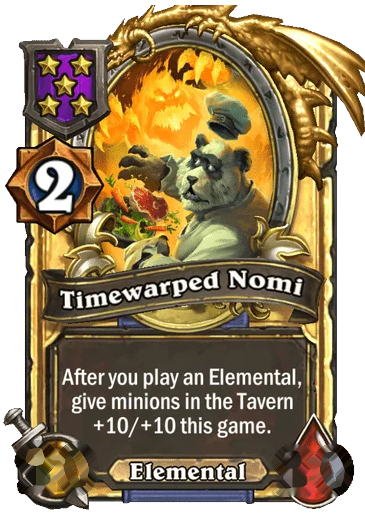 2
Timewarped Nomi
After you play an Elemental,
give minions in the Tavern
+10/+10 this game.
Elemental